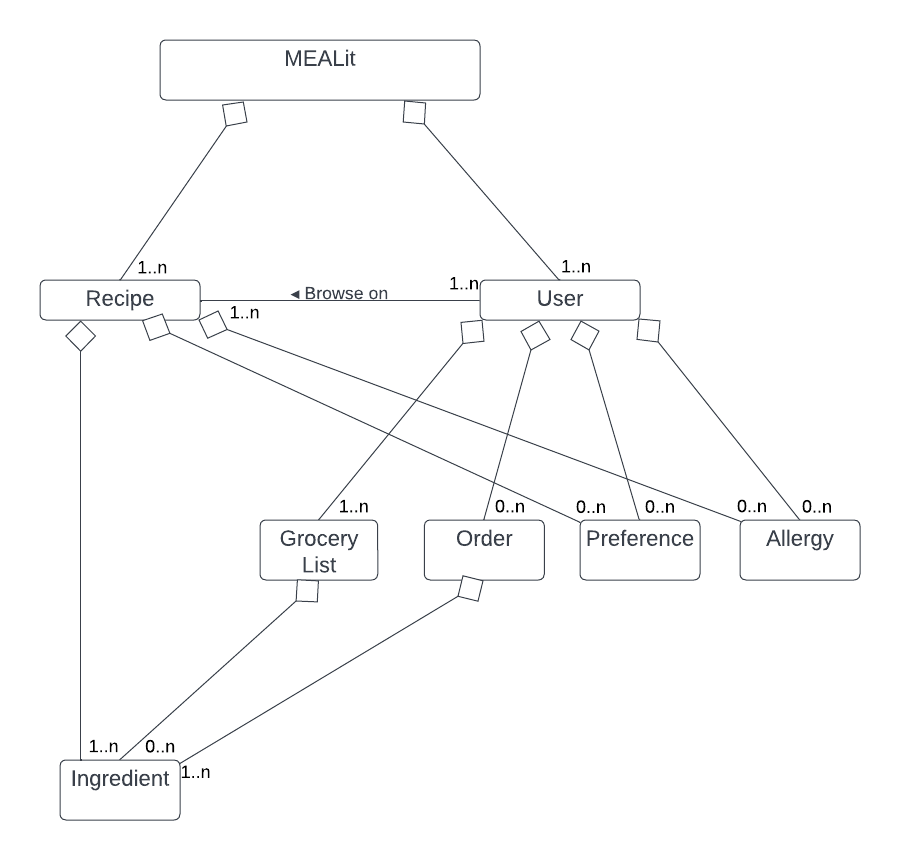 MEALit
1..n
1..n
Recipe
◄ Browse on
1..n
User
1..n
1..n
0..n
0..n
0..n
0..n
0..n
Grocery
List
Order
Preference
Allergy
1..n
0..n
1..n
Ingredient